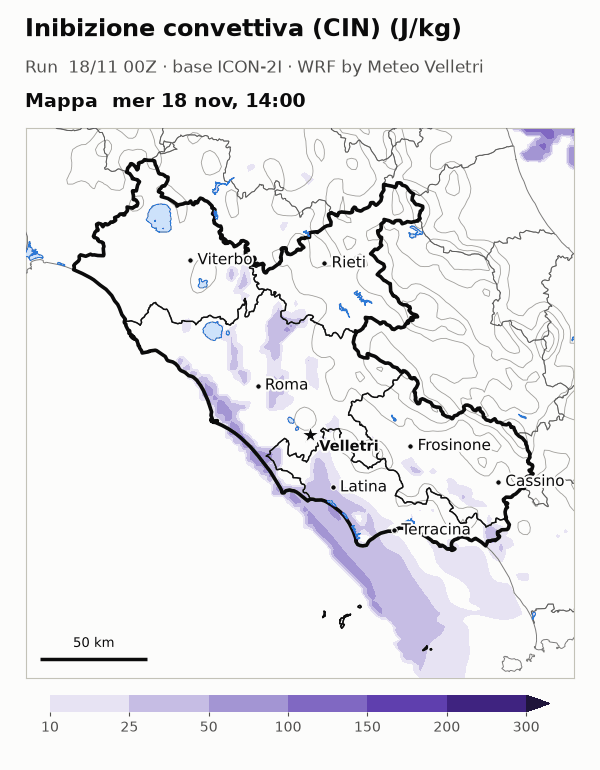 Inibizione convettiva (CIN) (J/kg)
Run  18/11 00Z · base ICON-2I · WRF by Meteo Velletri
Mappa  mer 18 nov, 14:00
Viterbo
Rieti
Roma
Velletri
Frosinone
Latina
Cassino
Terracina
50 km
10 25 50 100 150 200 300